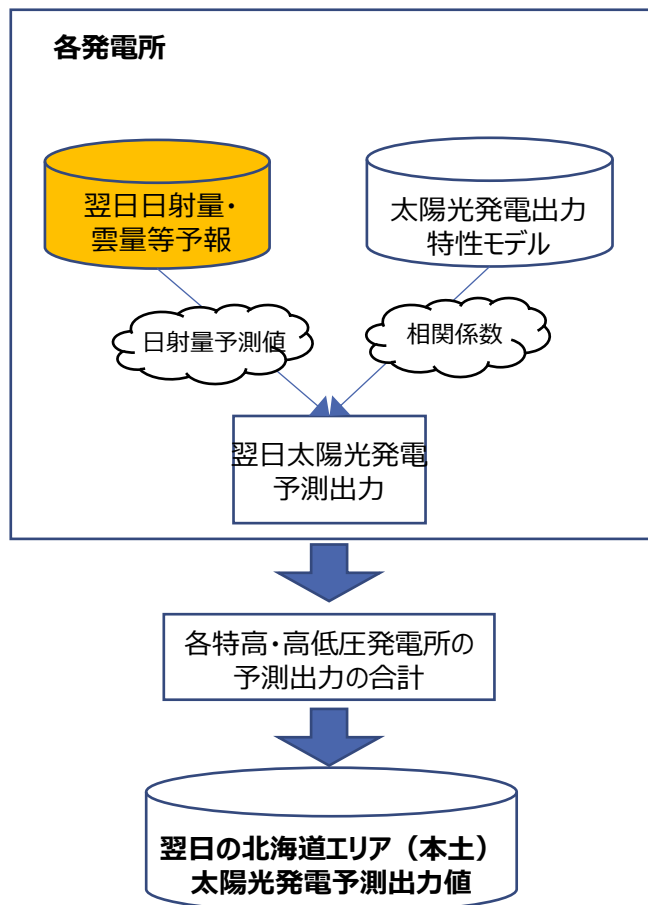 各発電所
翌日日射量・
雲量等予報
太陽光発電出力
特性モデル
日射量予測値
相関係数
翌日太陽光発電
予測出力
各特高・高低圧発電所の
予測出力の合計
翌日の北海道エリア（本土）
太陽光発電予測出力値